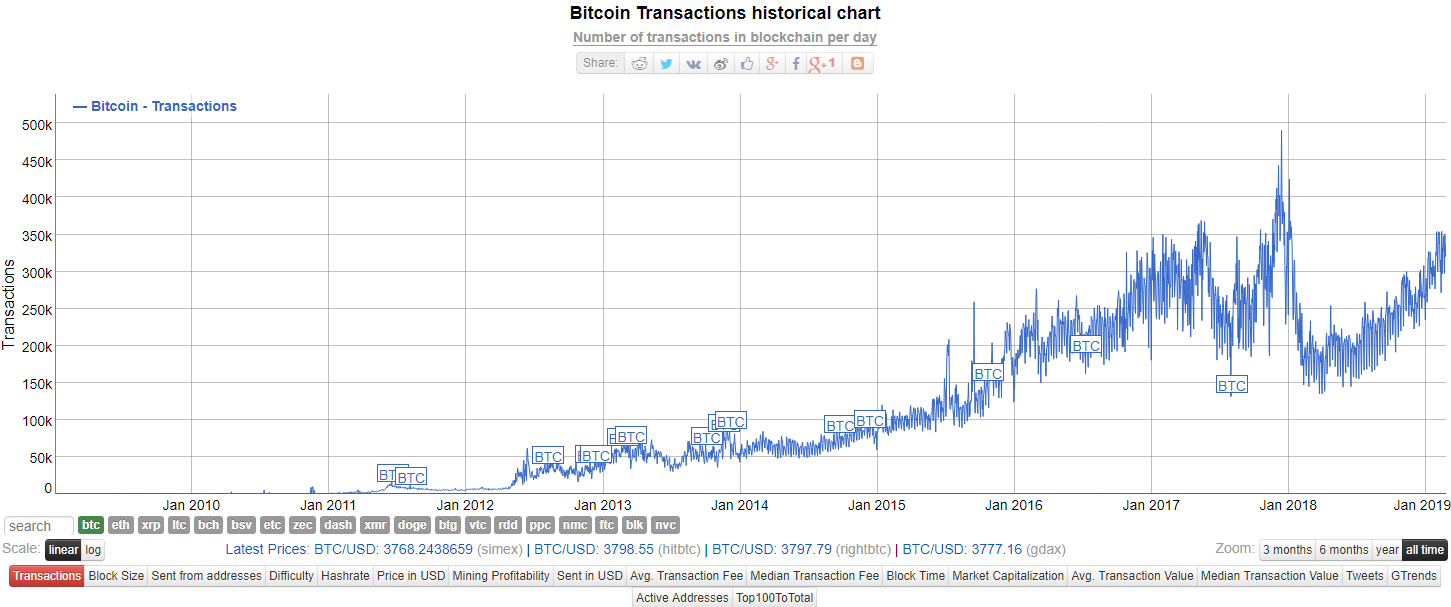 Bitcoin Transactions historical chart
Number of transactions in blockchain per day
Share: +1
— Bitcoin - Transactions
Transactions
500k
450k
400k
350k
300k
250k
200k
150k
100k
50k
0
BTC
BTC
BTC
BTC
BTC
BTC
BTC
BTC
BTC
BTC
BTC
BTC
Jan 2010 Jan 2011 Jan 2012 Jan 2013 Jan 2014 Jan 2015 Jan 2016 Jan 2017 Jan 2018 Jan 2019
search btc eth xrp ltc bch bsv etc zec dash xmr doge btg vtc rdd ppc nmc ftc blk nvc
Scale: linear log Latest Prices: BTC/USD: 3768.2438659 (simex) | BTC/USD: 3798.55 (hitbtc) | BTC/USD: 3797.79 (rightbtc) | BTC/USD: 3777.16 (gdax) Zoom: 3 months 6 months year all time
Transactions Block Size Sent from addresses Difficulty Hashrate Price in USD Mining Profitability Sent in USD Avg. Transaction Fee Median Transaction Fee Block Time Market Capitalization Avg. Transaction Value Median Transaction Value Tweets GTrends
Active Addresses Top100ToTotal